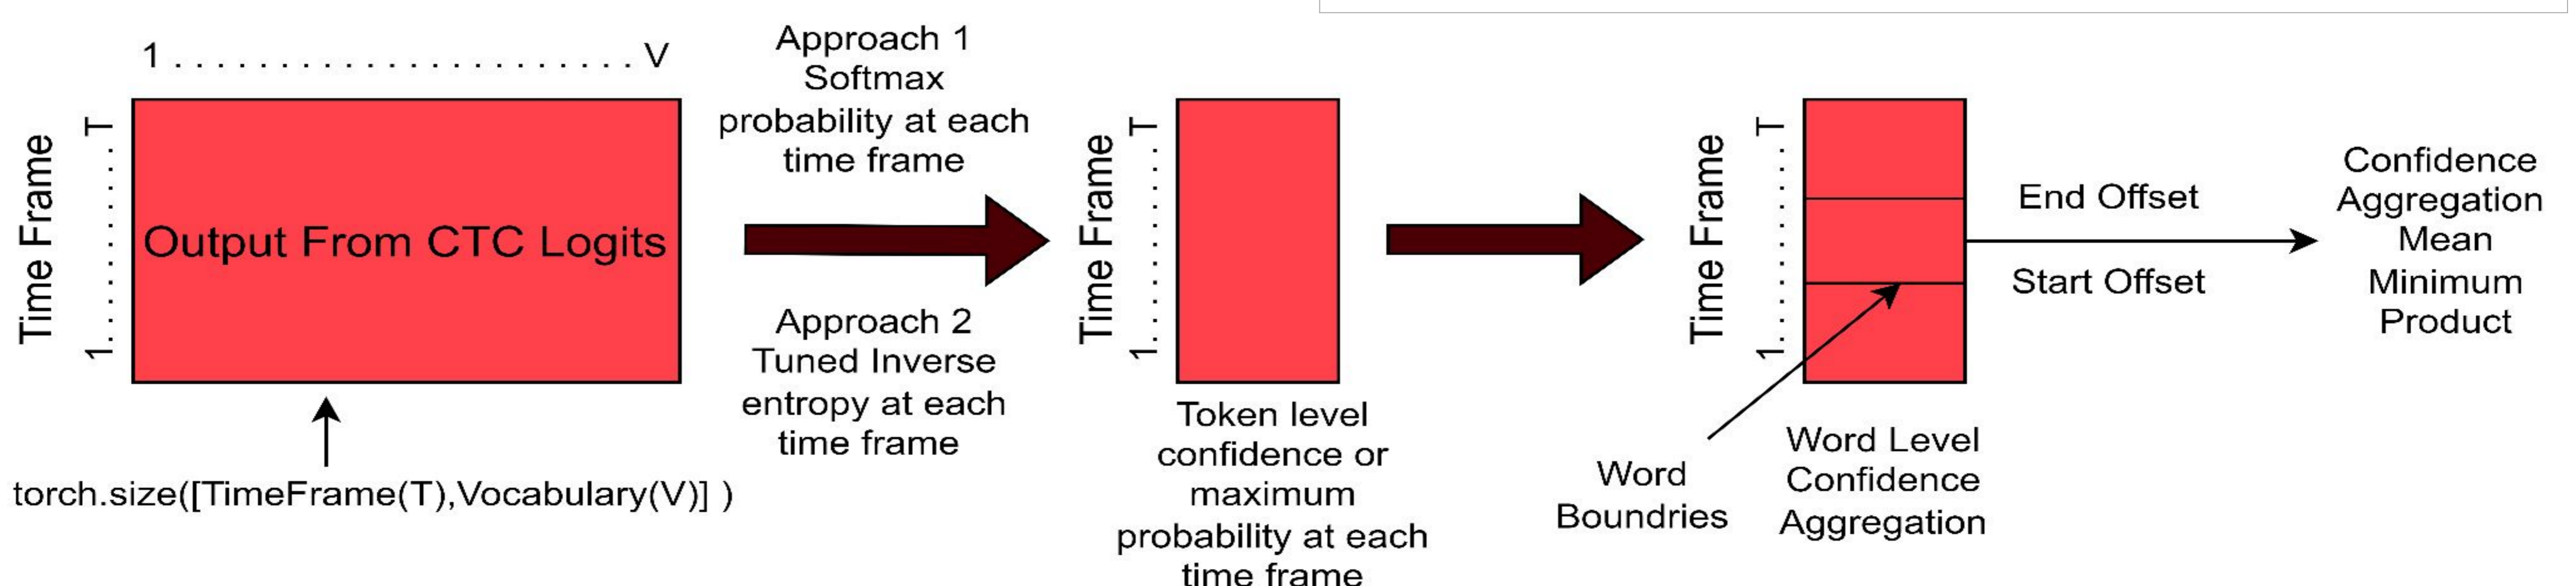 1 . . . . . . . . . . . . . . . . . . . . . V
Time Frame
1. . . . . . . . . T
Output From CTC Logits
torch.size([TimeFrame(T),Vocabulary(V)] )
Approach 1
Softmax
probability at each
time frame
Approach 2
Tuned Inverse
entropy at each
time frame
Time Frame
1. . . . . . . . . T
Token level
confidence or
maximum
probability at each
time frame
Time Frame
1. . . . . . . . . T
Word
Boundries
Word Level
Confidence
Aggregation
End Offset
Start Offset
Confidence
Aggregation
Mean
Minimum
Product